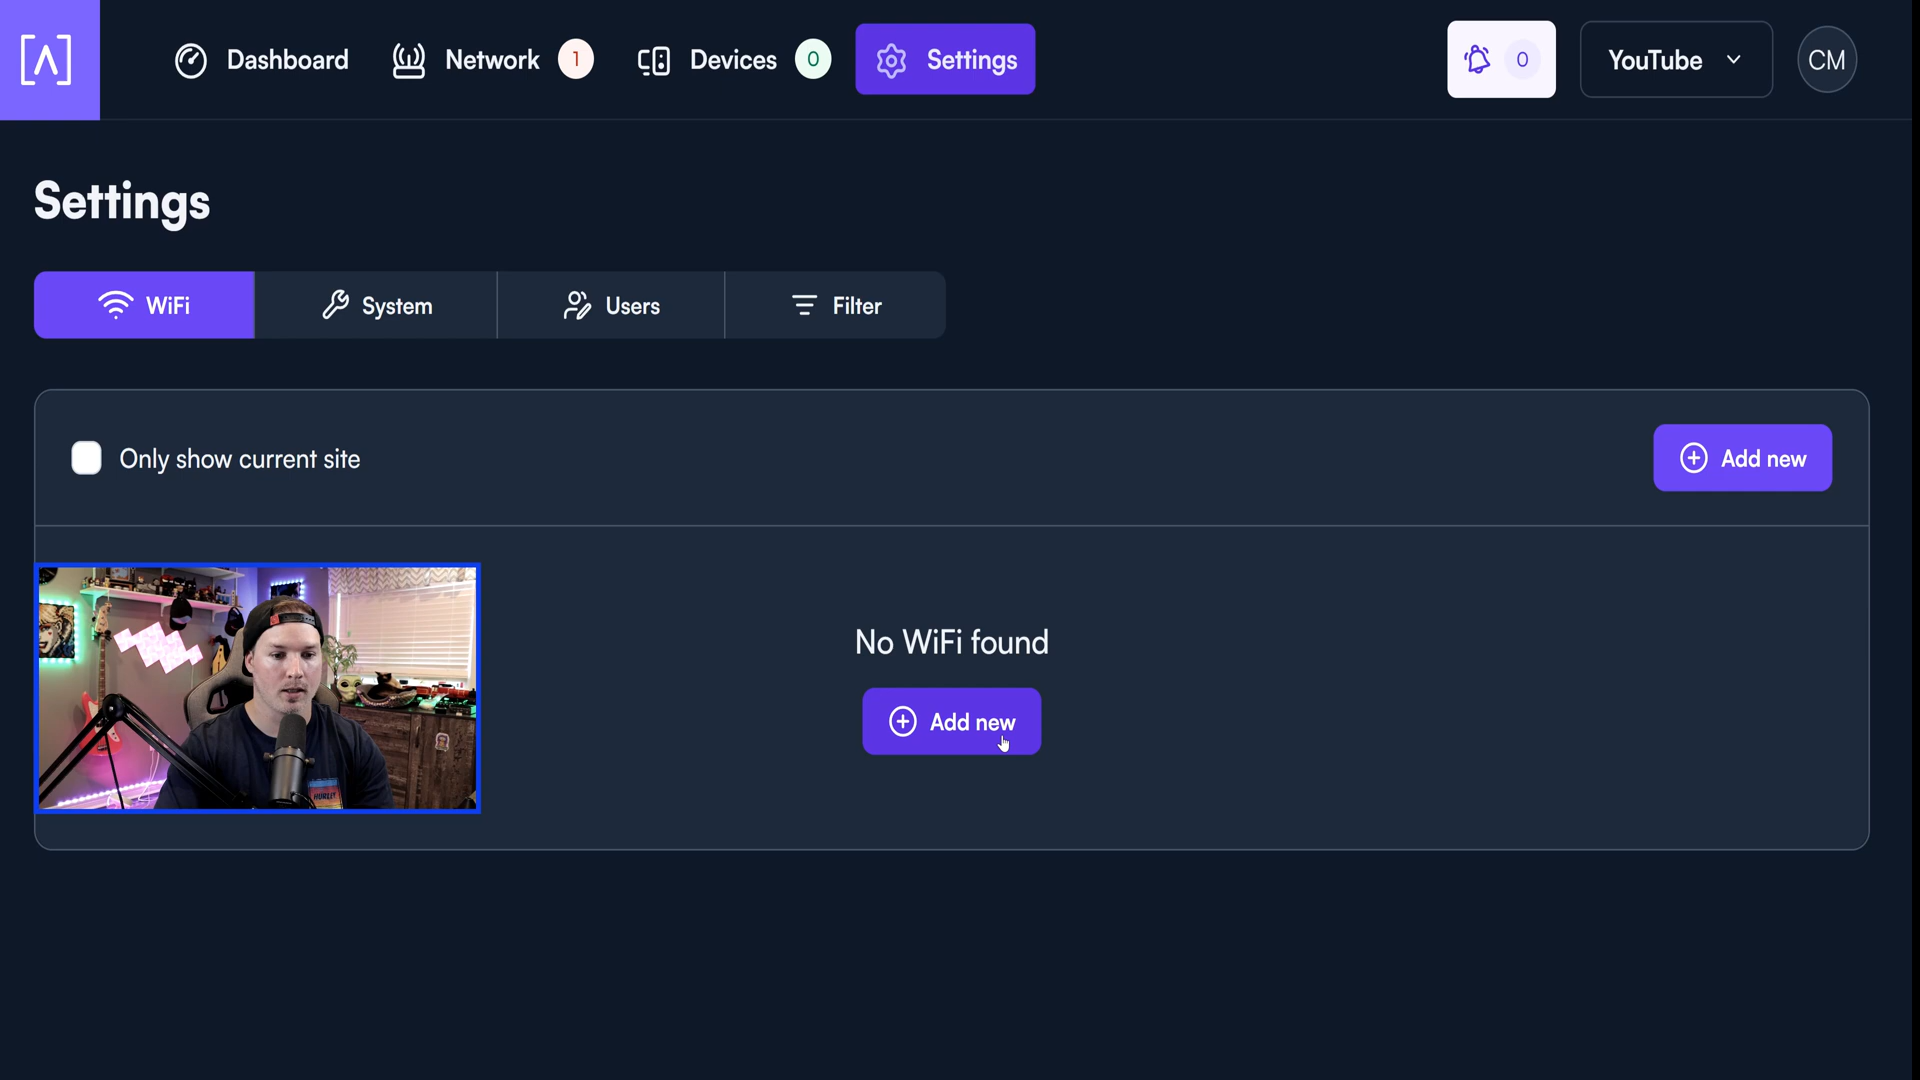 Dashboard
Network 1
Devices 0
Settings
0
YouTube
CM
Settings
WiFi
System
Users
Filter
Only show current site
Add new
No WiFi found
Add new
HURLEY